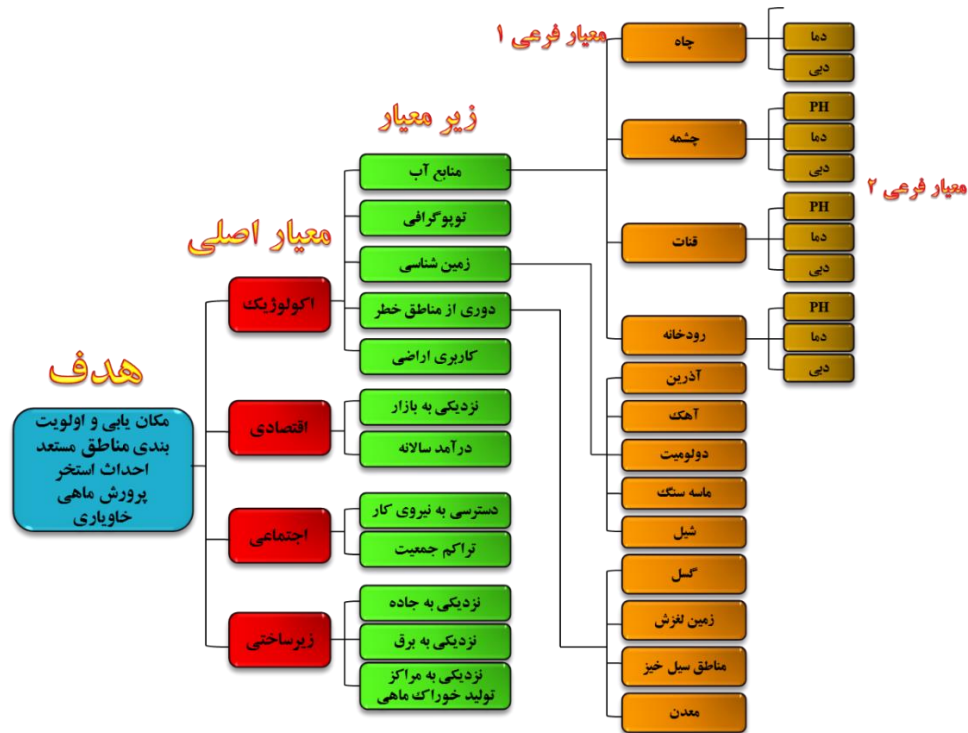 هدف
مکان یابی و اولویت
بندی مناطق مستعد
احداث استخر
پرورش ماهی
خاویاری
معیار اصلی
اکولوژیک
اقتصادی
اجتماعی
زیرساختی
زیر معیار
منابع آب
توپوگرافی
زمین شناسی
دوری از مناطق خطر
کاربری اراضی
نزدیکی به بازار
درآمد سالانه
دسترسی به نیروی کار
تراکم جمعیت
نزدیکی به جاده
نزدیکی به برق
نزدیکی به مراکز
تولید خوراک ماهی
معیار فرعی ۱
چاه
چشمه
قنات
رودخانه
آذرین
آهک
دولومیت
ماسه سنگ
شیل
گسل
زمین لغزش
مناطق سیل خیز
معدن
معیار فرعی ۲
دما
دبی
PH
دما
دبی
PH
دما
دبی
PH
دما
دبی